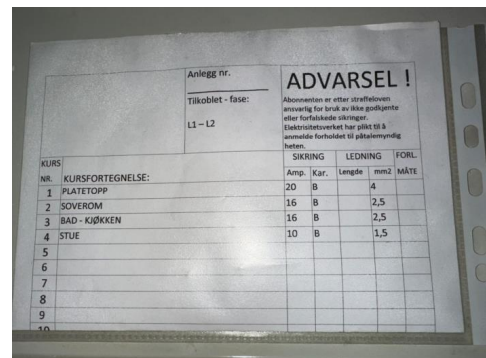 Anlegg nr.
Tilkoblet - fase:
L1 – L2
ADVARSEL !
Abonnenten er etter straffeloven
ansvarlig for bruk av ikke godkjente
eller forfalskede sikringer.
Elektrisitetsverket har plikt til å
anmelde forholdet til påtalemyndig
heten.
KURS SIKRING LEDNING FORL.
NR. KURSFORTEGNELSE: Amp. Kar. Lengde mm2 MÅTE
1 PLATETOPP 20 B 4
2 SOVEROM 16 B 2,5
3 BAD - KJØKKEN 16 B 2,5
4 STUE 10 B 1,5
5
6
7
8
9
10